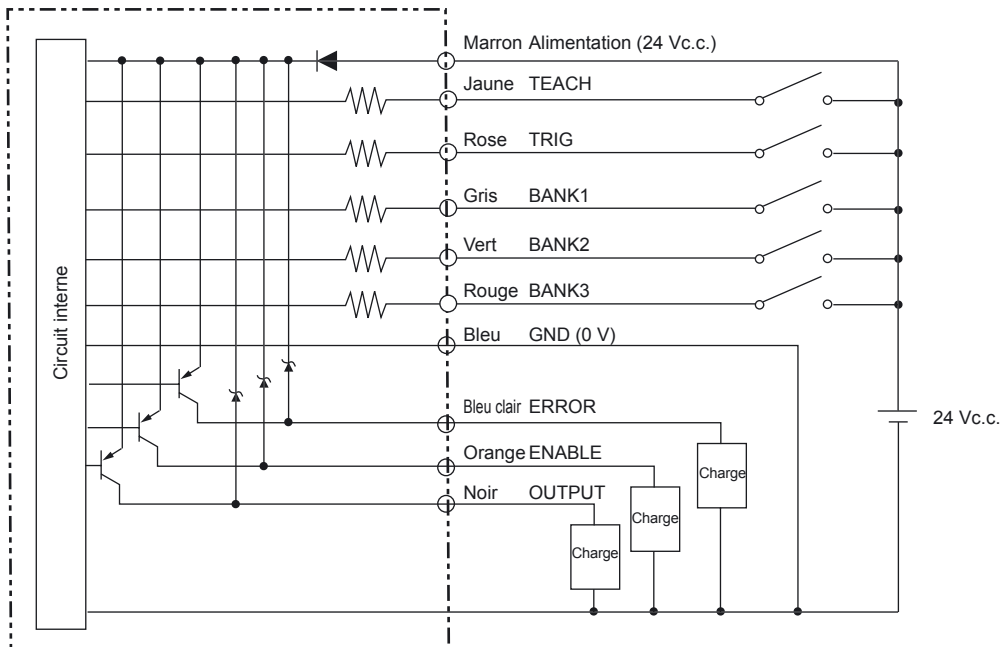 Marron Alimentation (24 Vc.c.)
Jaune TEACH
Rose TRIG
Gris BANK1
Vert BANK2
Rouge BANK3
Bleu GND (0 V)
Circuit interne
Bleu clair ERROR
24 Vc.c.
Orange ENABLE
Charge
Noir OUTPUT
Charge
Charge